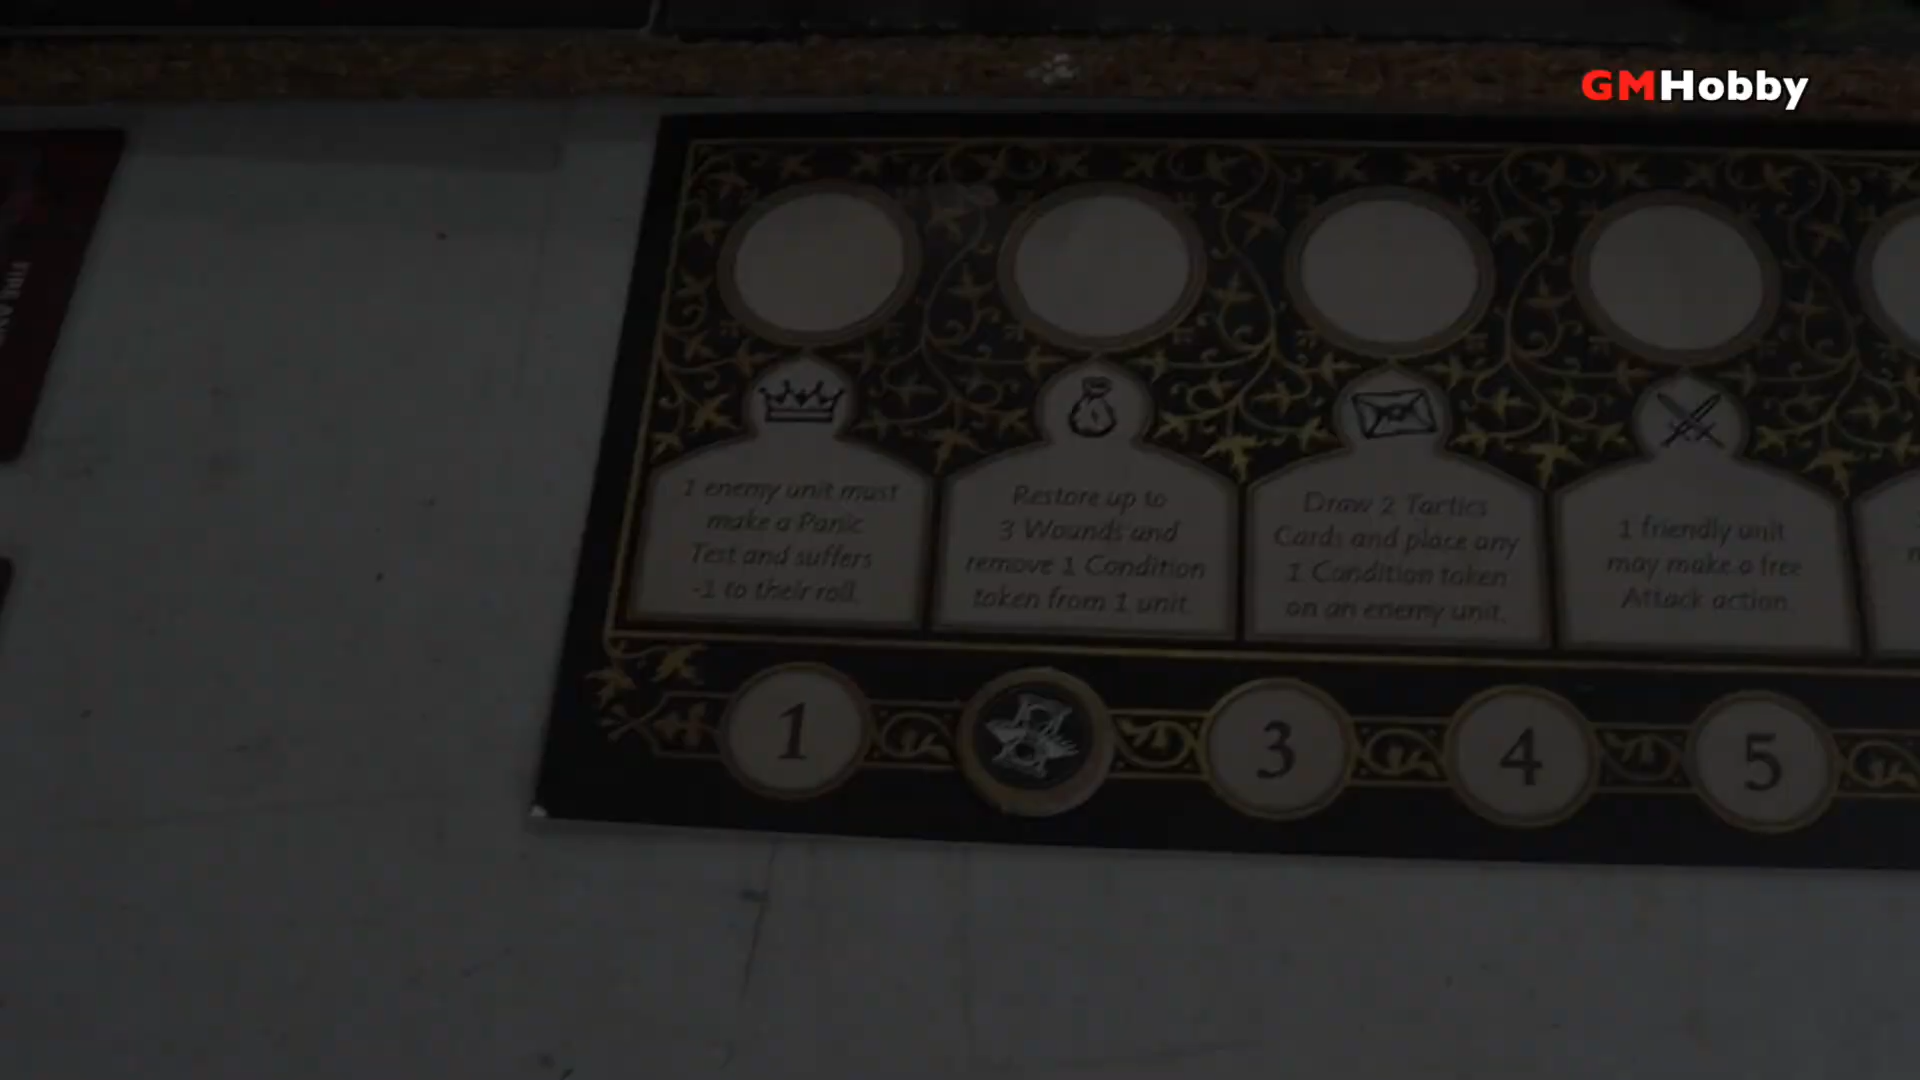 GMHobby
1 enemy unit must
make a Panic
Test and suffers
-1 to their roll.
Restore up to
3 Wounds and
remove 1 Condition
token from 1 unit.
Draw 2 Tactics
Cards and place any
1 Condition token
on an enemy unit.
1 friendly unit
may make a free
Attack action.
1
3
4
5